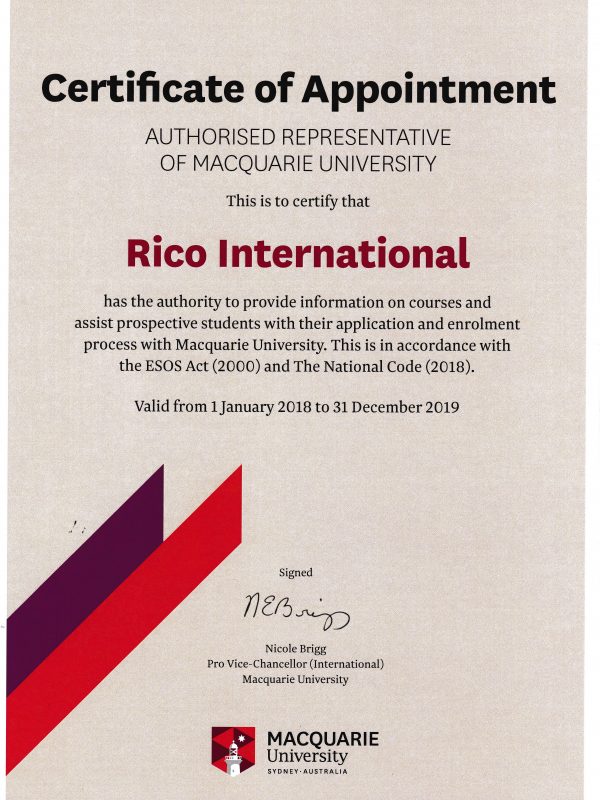 Certificate of Appointment
AUTHORISED REPRESENTATIVE
OF MACQUARIE UNIVERSITY
This is to certify that
Rico International
has the authority to provide information on courses and
assist prospective students with their application and enrolment
process with Macquarie University. This is in accordance with
the ESOS Act (2000) and The National Code (2018).
Valid from 1 January 2018 to 31 December 2019
Signed
NEBrigg
Nicole Brigg
Pro Vice-Chancellor (International)
Macquarie University
MACQUARIE
University
SYDNEY·AUSTRALIA